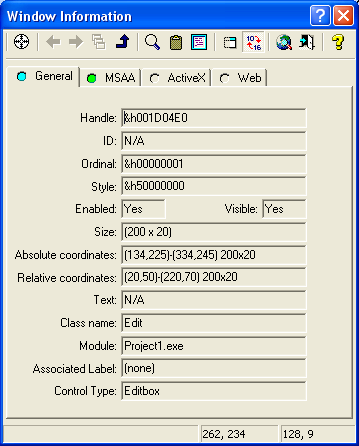 Window Information
General MSAA ActiveX Web
Handle: &h001D04E0
ID: N/A
Ordinal: &h00000001
Style: &h50000000
Enabled: Yes Visible: Yes
Size: (200 x 20)
Absolute coordinates: (134,225)-(334,245) 200x20
Relative coordinates: (20,50)-(220,70) 200x20
Text: N/A
Class name: Edit
Module: Project1.exe
Associated Label: (none)
Control Type: Editbox
262, 234 128, 9